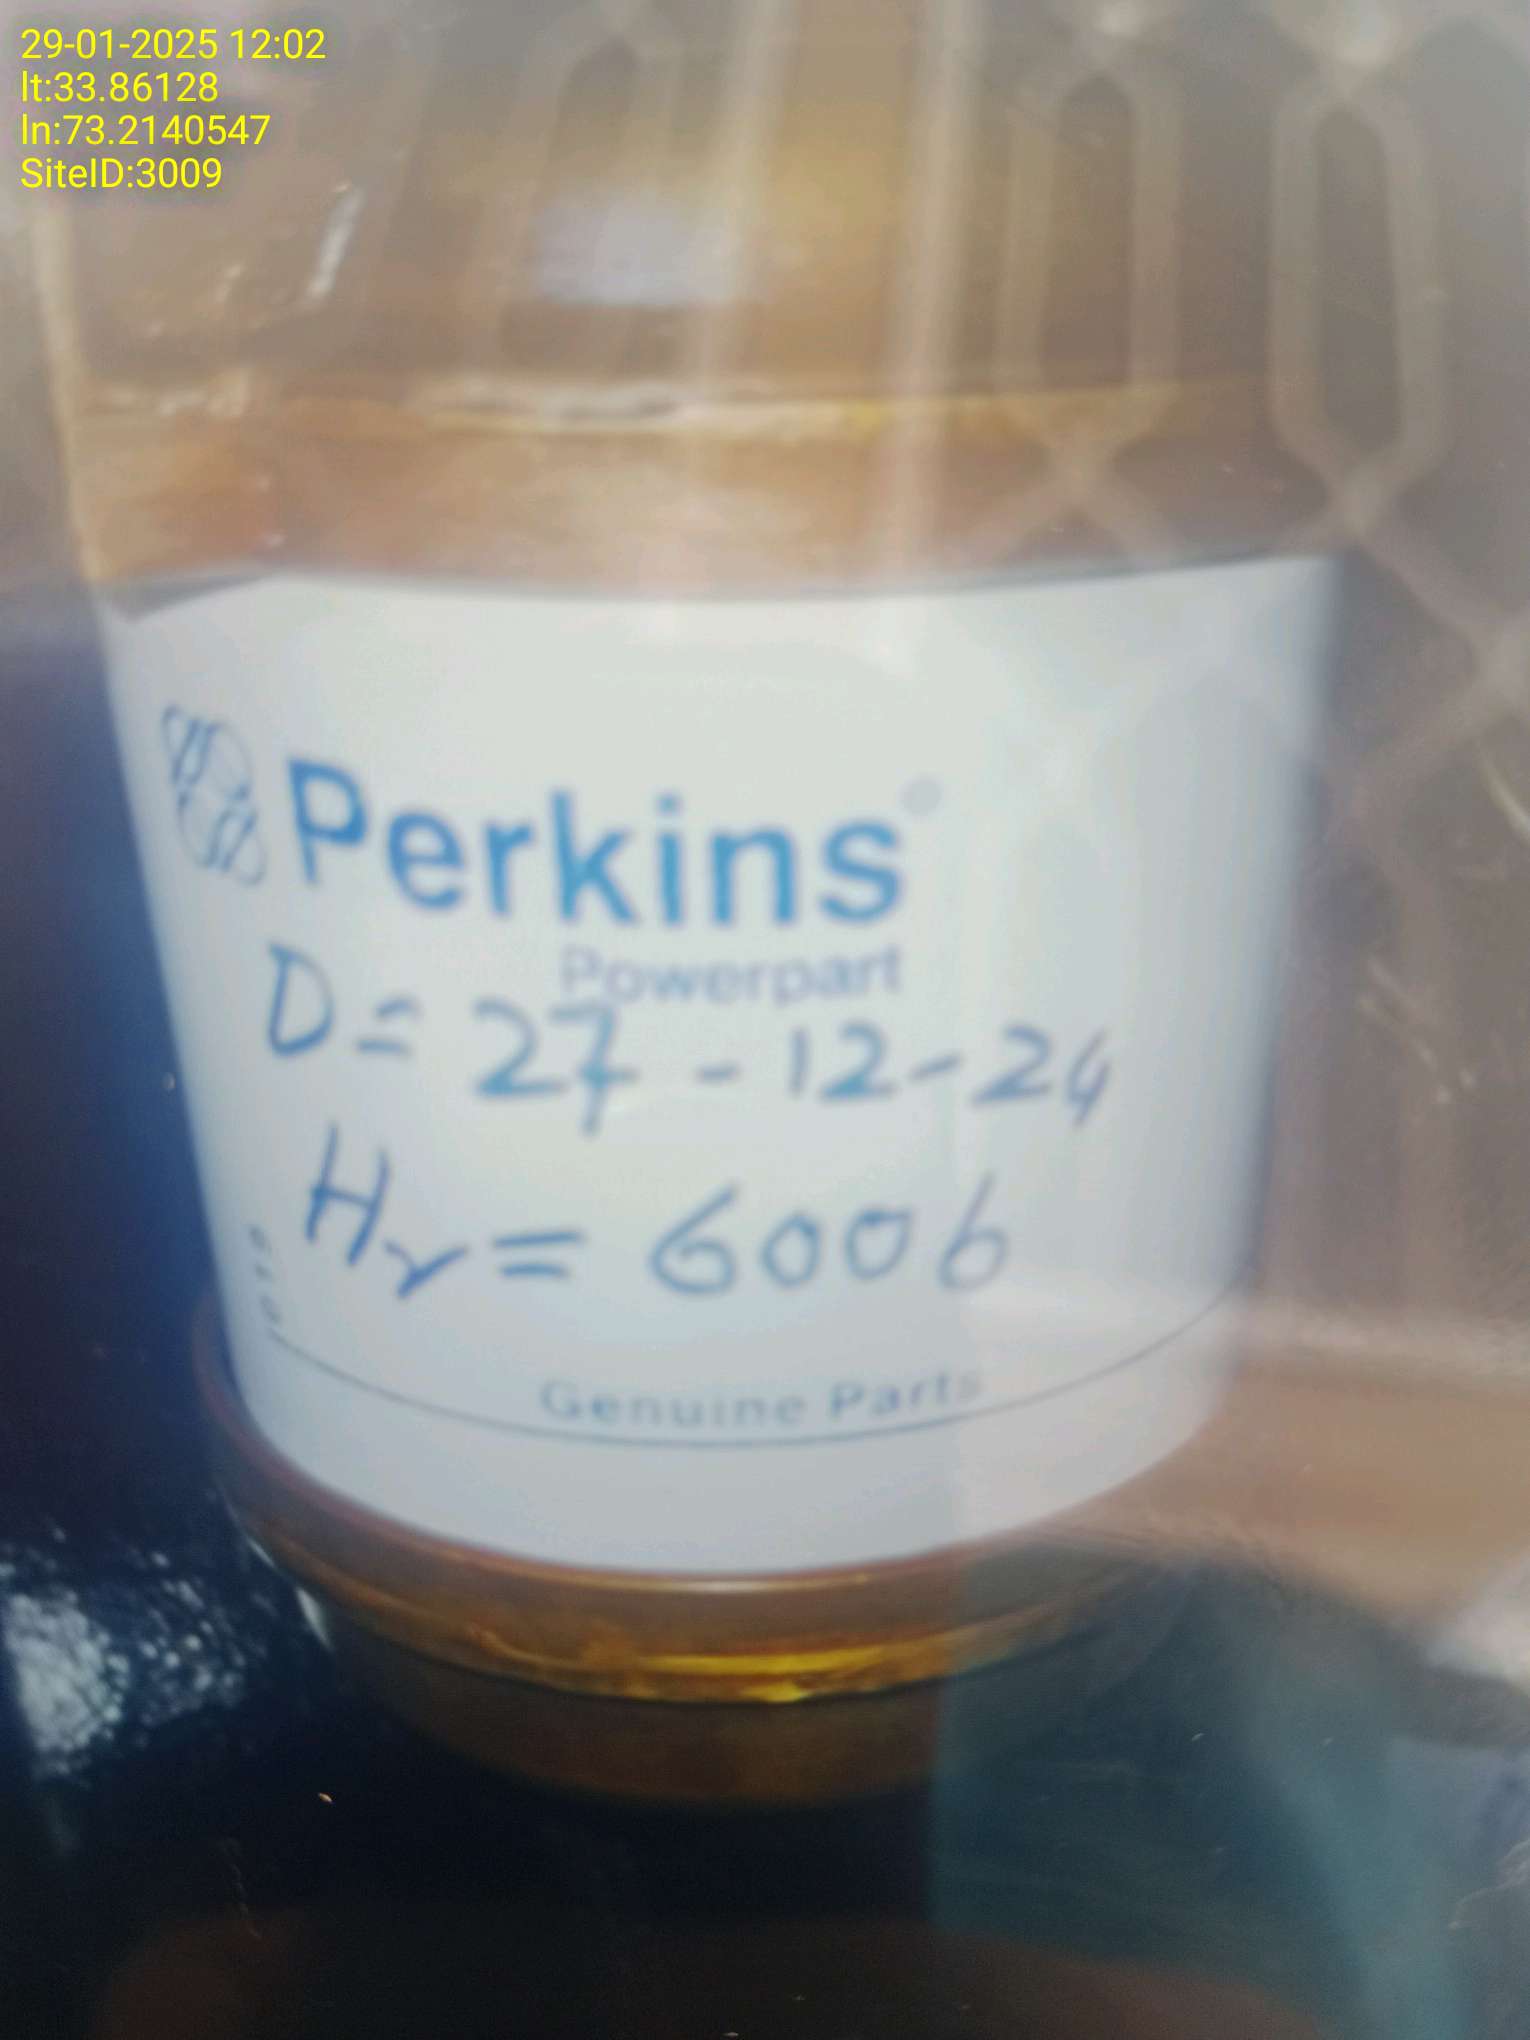 29-01-2025 12:02
lt:33.86128
ln:73.2140547
SiteID:3009
Perkins
Powerpart
D = 27 - 12 - 24
Hr = 6006
Genuine Parts